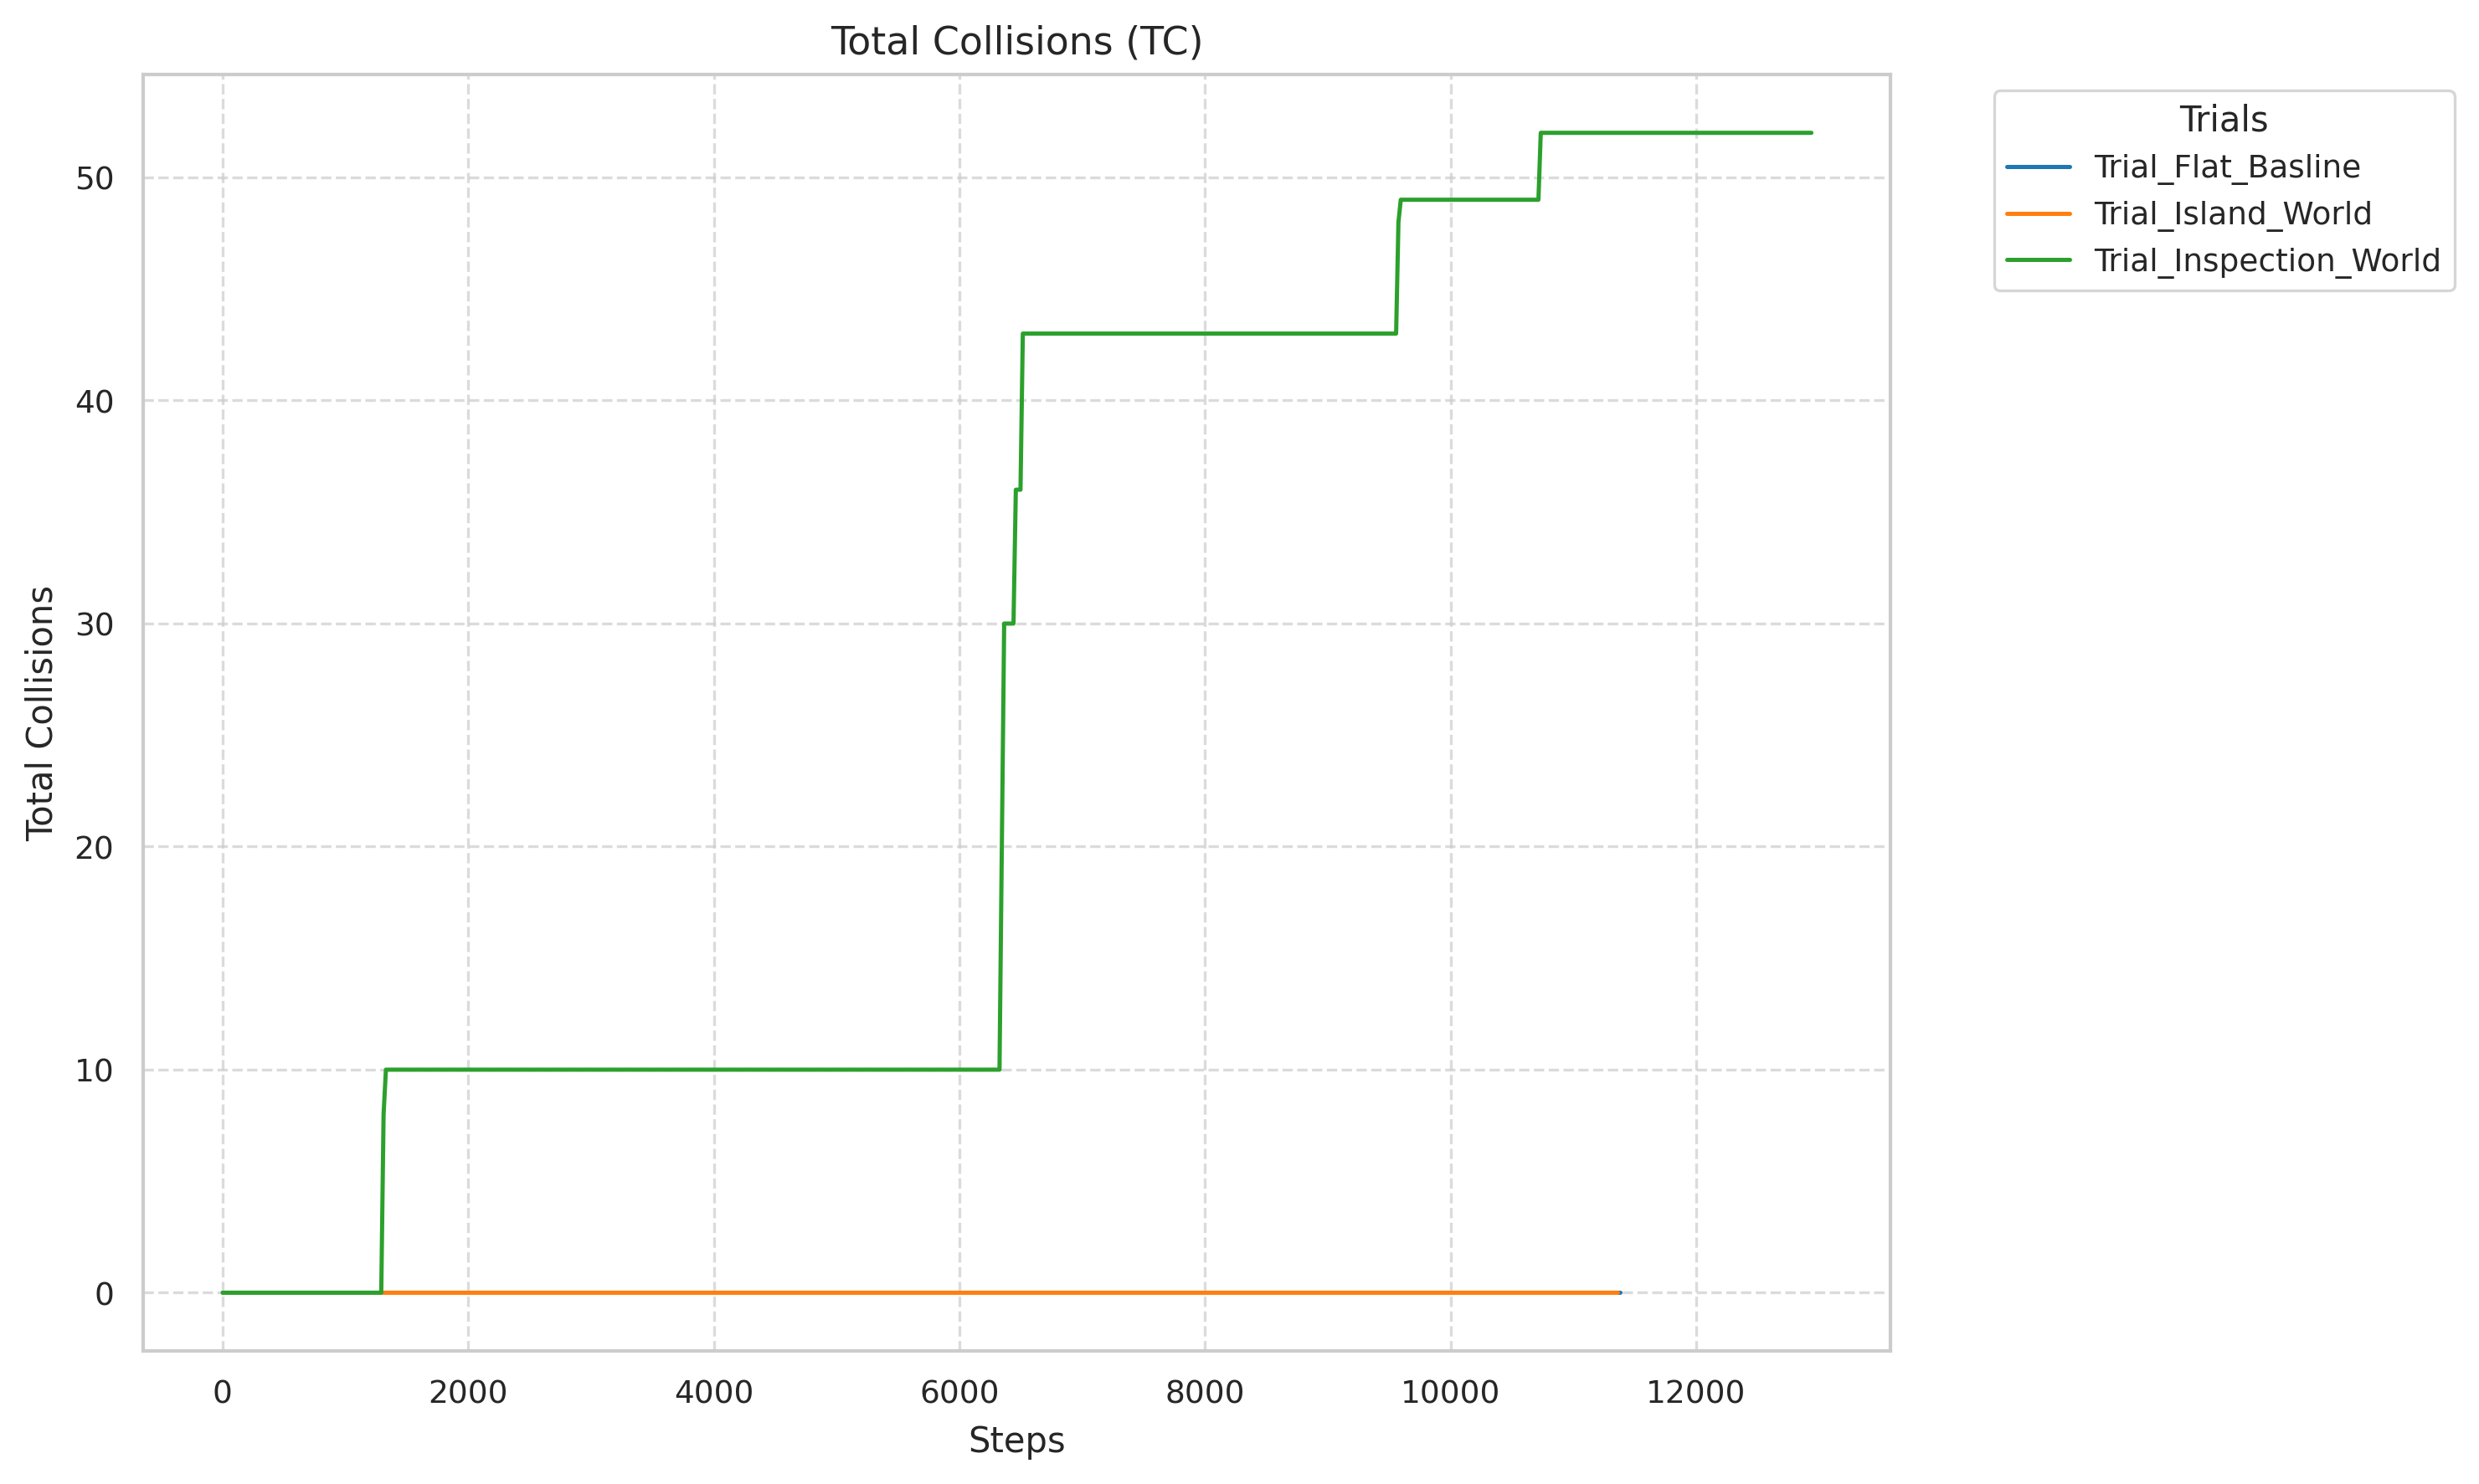 Total Collisions (TC)
Trials
Trial_Flat_Basline
Trial_Island_World
Trial_Inspection_World
Total Collisions
50
40
30
20
10
0
0 2000 4000 6000 8000 10000 12000
Steps